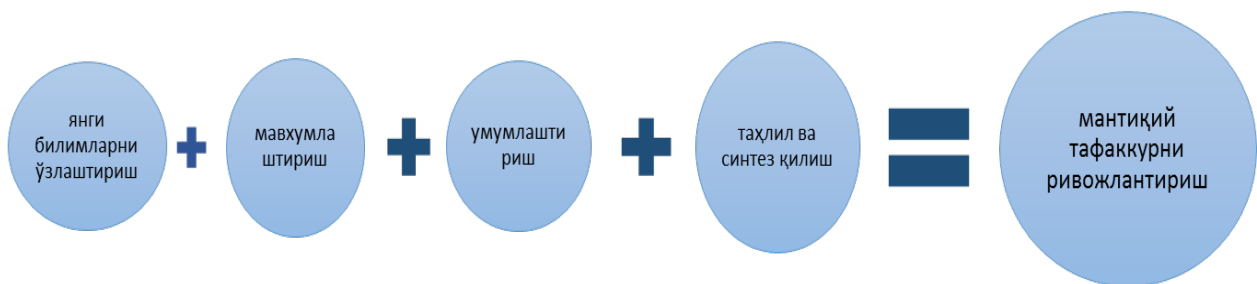 янги
билимларни
ўзлаштириш
мавхумла
штириш
умумлашти
риш
таҳлил ва
синтез қилиш
мантиқий
тафаккурни
ривожлантириш